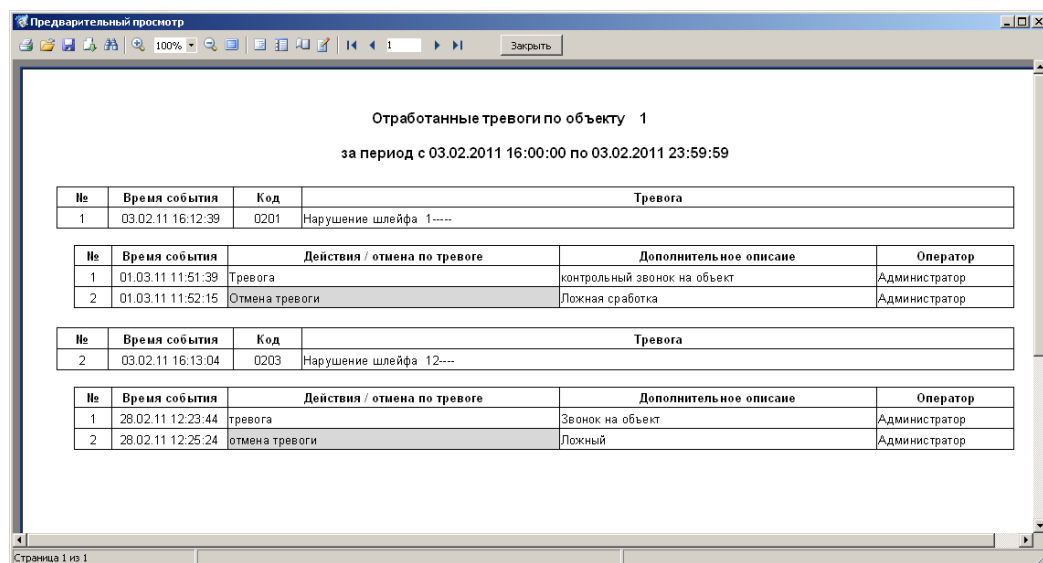 Предварительный просмотр
100% 1 Закрыть
Отработанные тревоги по объекту 1
за период с 03.02.2011 16:00:00 по 03.02.2011 23:59:59
№ Время события Код Тревога
1 03.02.11 16:12:39 0201 Нарушение шлейфа 1-----
№ Время события Действия / отмена по тревоге Дополнительное описаие Оператор
1 01.03.11 11:51:39 Тревога контрольный звонок на объект Администратор
2 01.03.11 11:52:15 Отмена тревоги Ложная сработка Администратор
№ Время события Код Тревога
2 03.02.11 16:13:04 0203 Нарушение шлейфа 12----
№ Время события Действия / отмена по тревоге Дополнительное описаие Оператор
1 28.02.11 12:23:44 тревога Звонок на объект Администратор
2 28.02.11 12:25:24 отмена тревоги Ложный Администратор
Страница 1 из 1